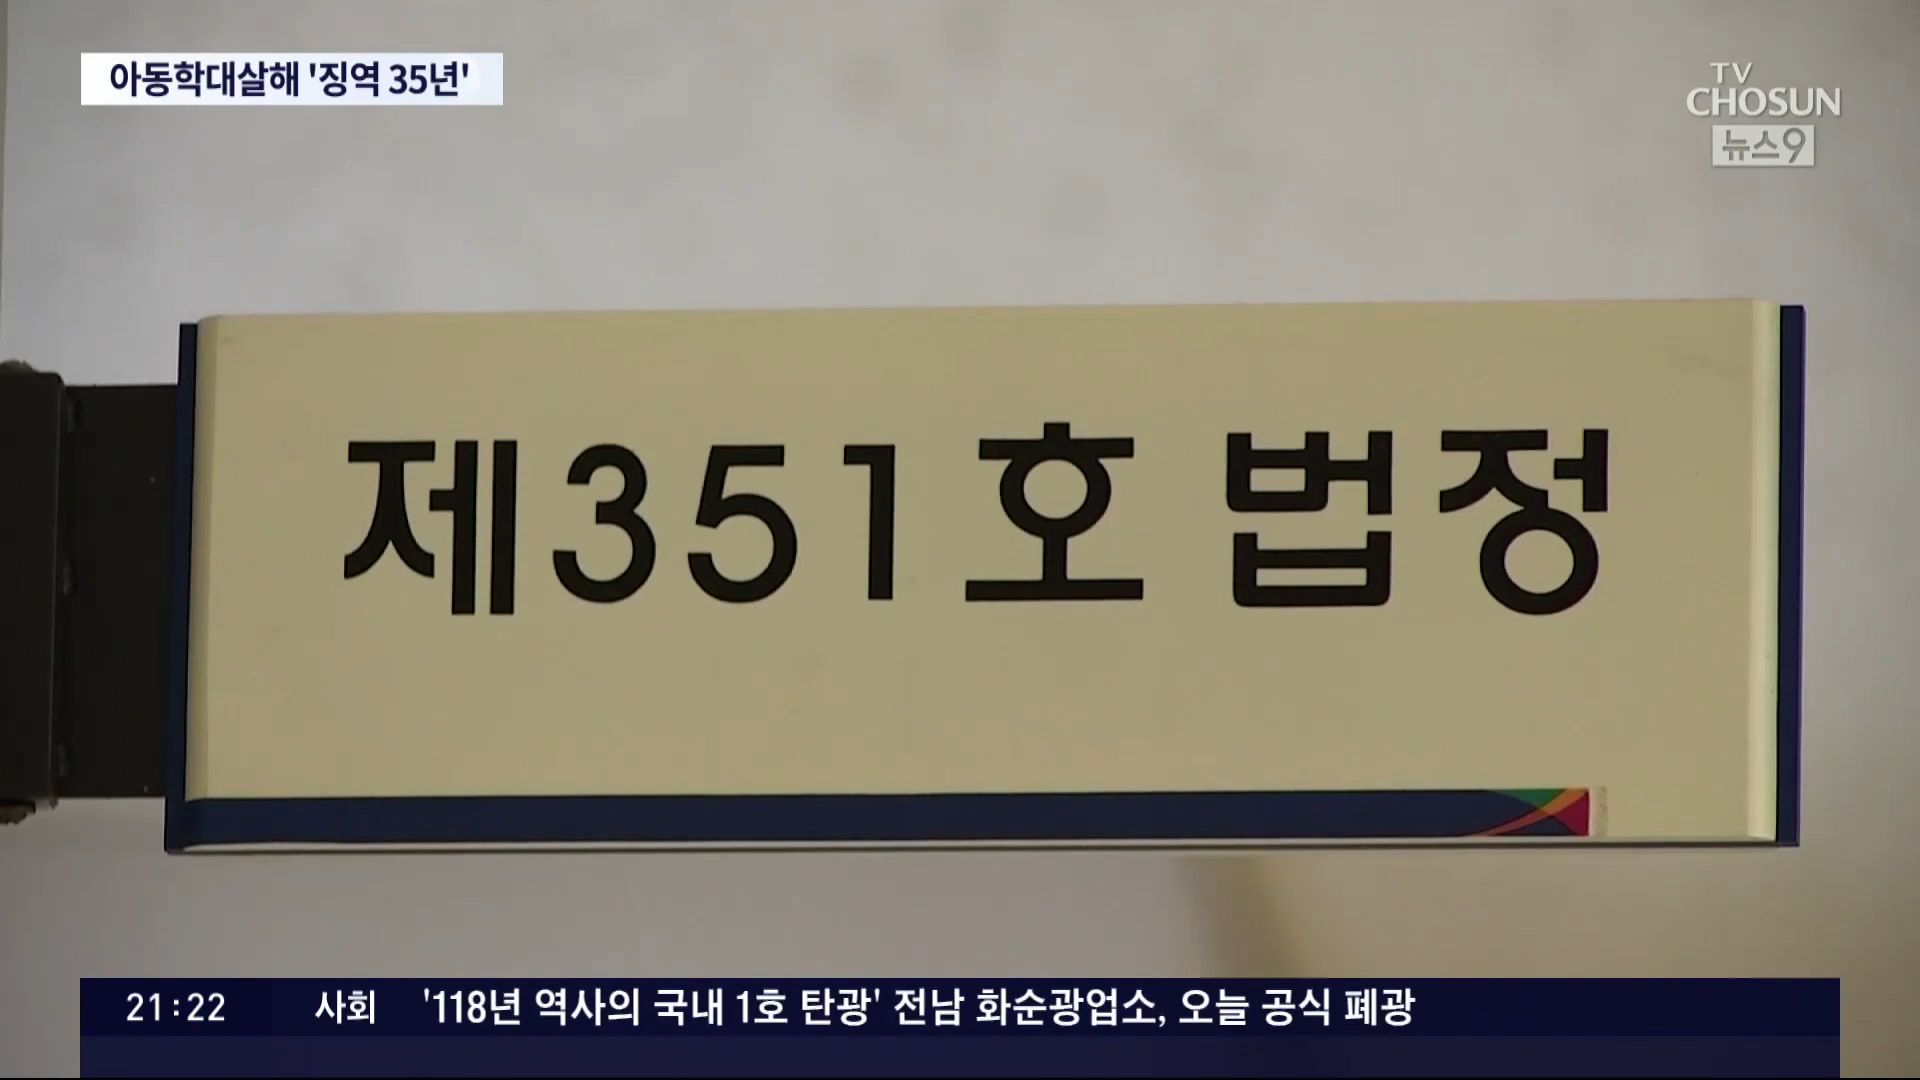 아동학대살해 '징역 35년'
TV
CHOSUN
뉴스9
제351호 법정
21:22 사회 '118년 역사의 국내 1호 탄광' 전남 화순광업소, 오늘 공식 폐광